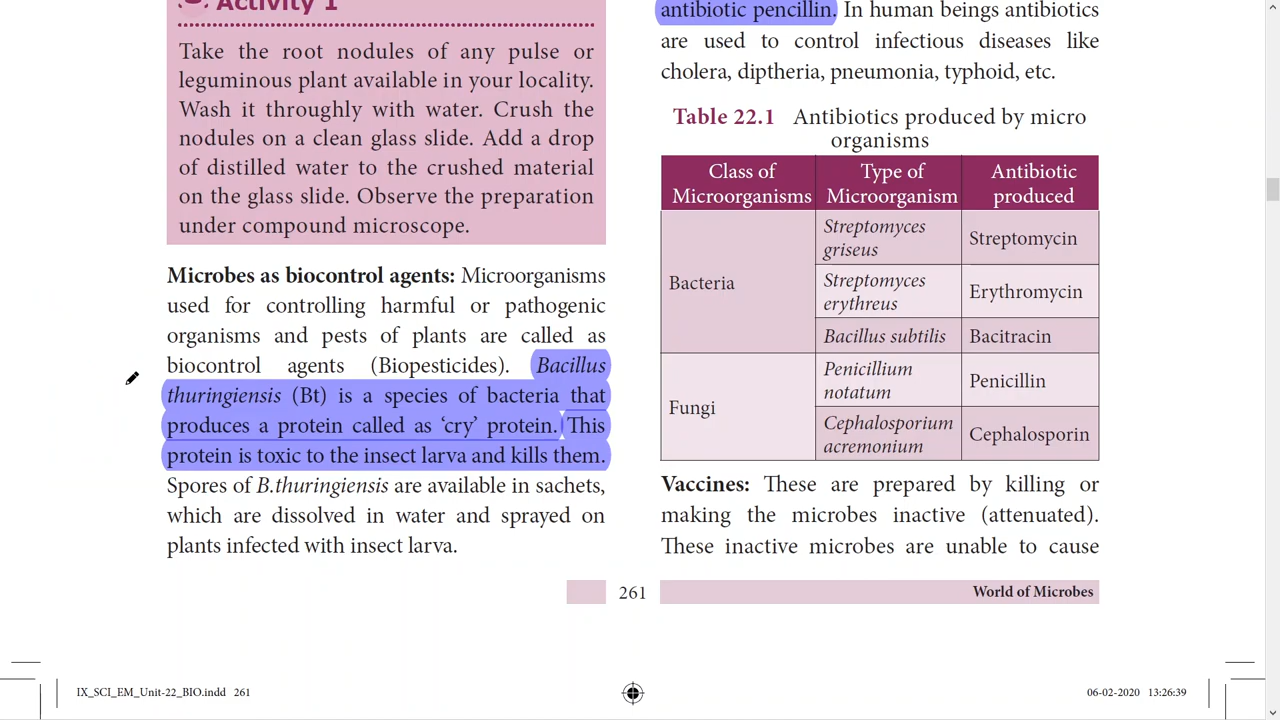 Activity 1
Take the root nodules of any pulse or
leguminous plant available in your locality.
Wash it throughly with water. Crush the
nodules on a clean glass slide. Add a drop
of distilled water to the crushed material
on the glass slide. Observe the preparation
under compound microscope.
Microbes as biocontrol agents: Microorganisms
used for controlling harmful or pathogenic
organisms and pests of plants are called as
biocontrol agents (Biopesticides). Bacillus
thuringiensis (Bt) is a species of bacteria that
produces a protein called as ‘cry’ protein. This
protein is toxic to the insect larva and kills them.
Spores of B.thuringiensis are available in sachets,
which are dissolved in water and sprayed on
plants infected with insect larva.
antibiotic pencillin. In human beings antibiotics
are used to control infectious diseases like
cholera, diptheria, pneumonia, typhoid, etc.
Table 22.1 Antibiotics produced by micro
organisms
Class of
Microorganisms
Type of
Microorganism
Antibiotic
produced
Bacteria
Streptomyces
griseus
Streptomycin
Streptomyces
erythreus
Erythromycin
Bacillus subtilis
Bacitracin
Fungi
Penicillium
notatum
Penicillin
Cephalosporium
acremonium
Cephalosporin
Vaccines: These are prepared by killing or
making the microbes inactive (attenuated).
These inactive microbes are unable to cause
261
World of Microbes
IX_SCI_EM_Unit-22_BIO.indd 261
06-02-2020 13:26:39